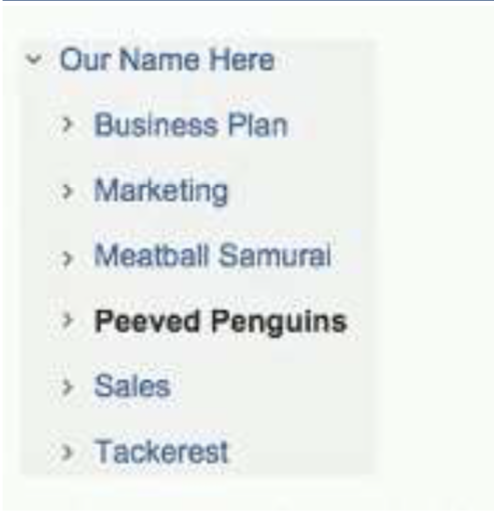 Our Name Here
Business Plan
Marketing
Meatball Samurai
Peeved Penguins
Sales
Tackerest